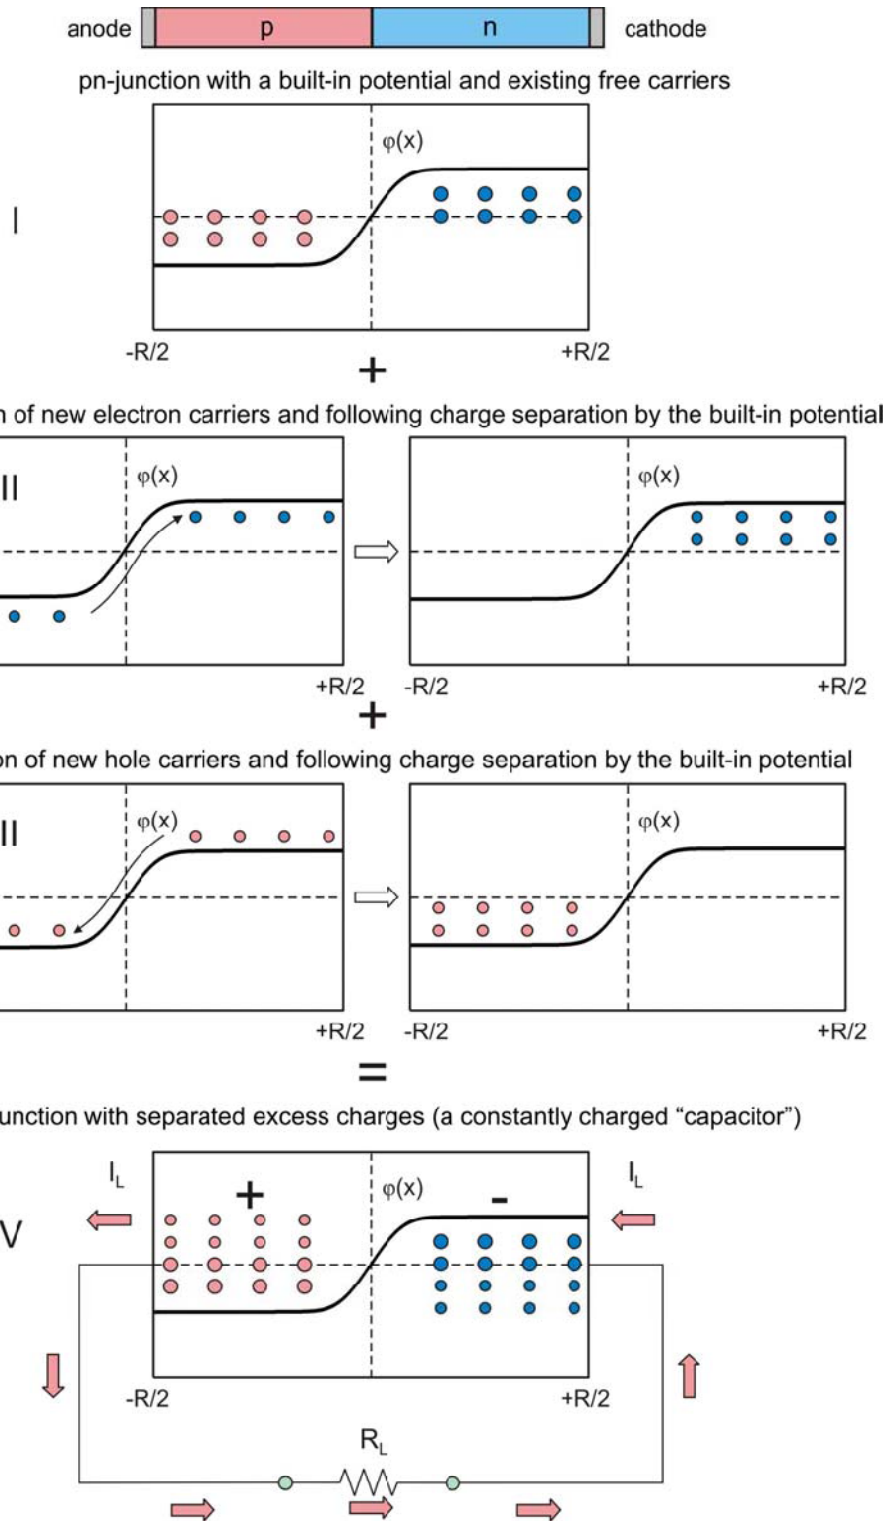 anode p n cathode
pn-junction with a built-in potential and existing free carriers
φ(x)
I
-R/2 +R/2
+
n of new electron carriers and following charge separation by the built-in potential
II φ(x) φ(x)
+R/2 -R/2 +R/2
+
on of new hole carriers and following charge separation by the built-in potential
II φ(x) φ(x)
+R/2 -R/2 +R/2
=
unction with separated excess charges (a constantly charged “capacitor”)
I_L + φ(x) - I_L
V
-R/2 +R/2
R_L